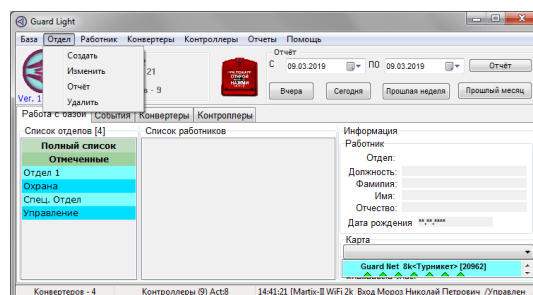 Guard Light
База Отдел Работник Конвертеры Контроллеры Отчеты Помощь
Создать
Изменить
Отчёт
Удалить
21
- 9
Ver. 1
Отчёт
С 09.03.2019 ПО 09.03.2019 Отчёт
Вчера Сегодня Прошлая неделя Прошлый месяц
Работа с базой События Конвертеры Контроллеры
Список отделов [4]
Полный список
Отмеченные
Отдел 1
Охрана
Спец. Отдел
Управление
Список работников
Информация
Работник
Отдел:
Должность:
Фамилия:
Имя:
Отчество:
Дата рождения **.**.****
Карта
Guard Net 8k<Турникет> [20962]
Конвертеров - 4 Контроллеры (9) Act:8 14:41:21 [Martix-II WiFi 2k Вход Мороз Николай Петрович /Управлен